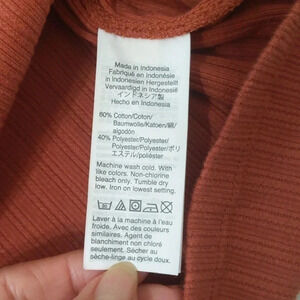 Made in Indonesia
Fabriqué en Indonésie
In Indonesien Hergestellt
Vervaardigd in Indonesië
インドネシア製
Hecho en Indonesia
60% Cotton/Coton/
Baumwolle/Katoen/綿/
algodón
40% Polyester/Polyester/
Polyester/Polyester/ポリ
エステル/poliéster
Machine wash cold. With
like colors. Non-chlorine
bleach only. Tumble dry
low. Iron on lowest setting.
Laver à la machine à l'eau
froide. Avec des couleurs
similaires. Agent de
blanchiment non chloré
seulement. Sécher au
sèche-linge au cycle doux.